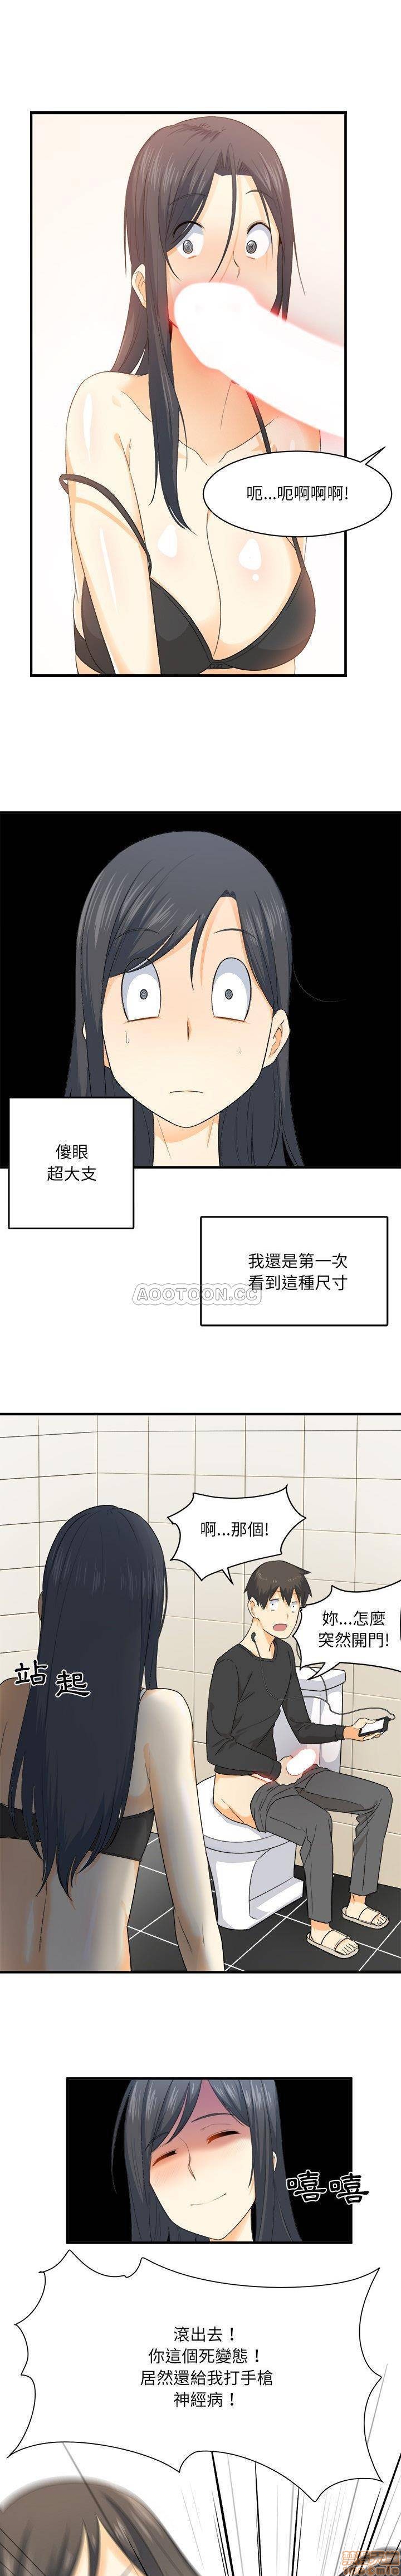 呃...呃啊啊啊!
傻眼
超大支
我還是第一次
看到這種尺寸
AOOTOON.CC
啊...那個!
妳...怎麼
突然開門!
站起
嘻嘻
滾出去！
你這個死變態！
居然還給我打手槍
神經病！